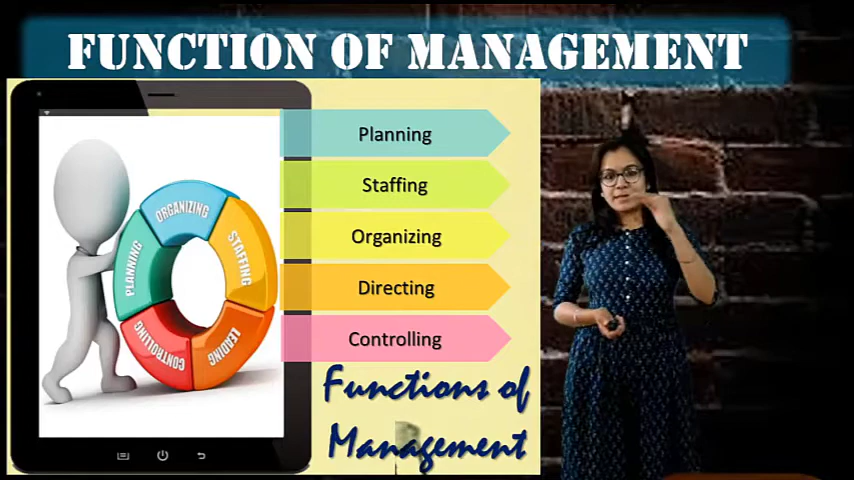 FUNCTION OF MANAGEMENT
Planning
Staffing
Organizing
Directing
Controlling
ORGANIZING
STAFFING
PLANNING
CONTROLLING
LEADING
Functions of
Management